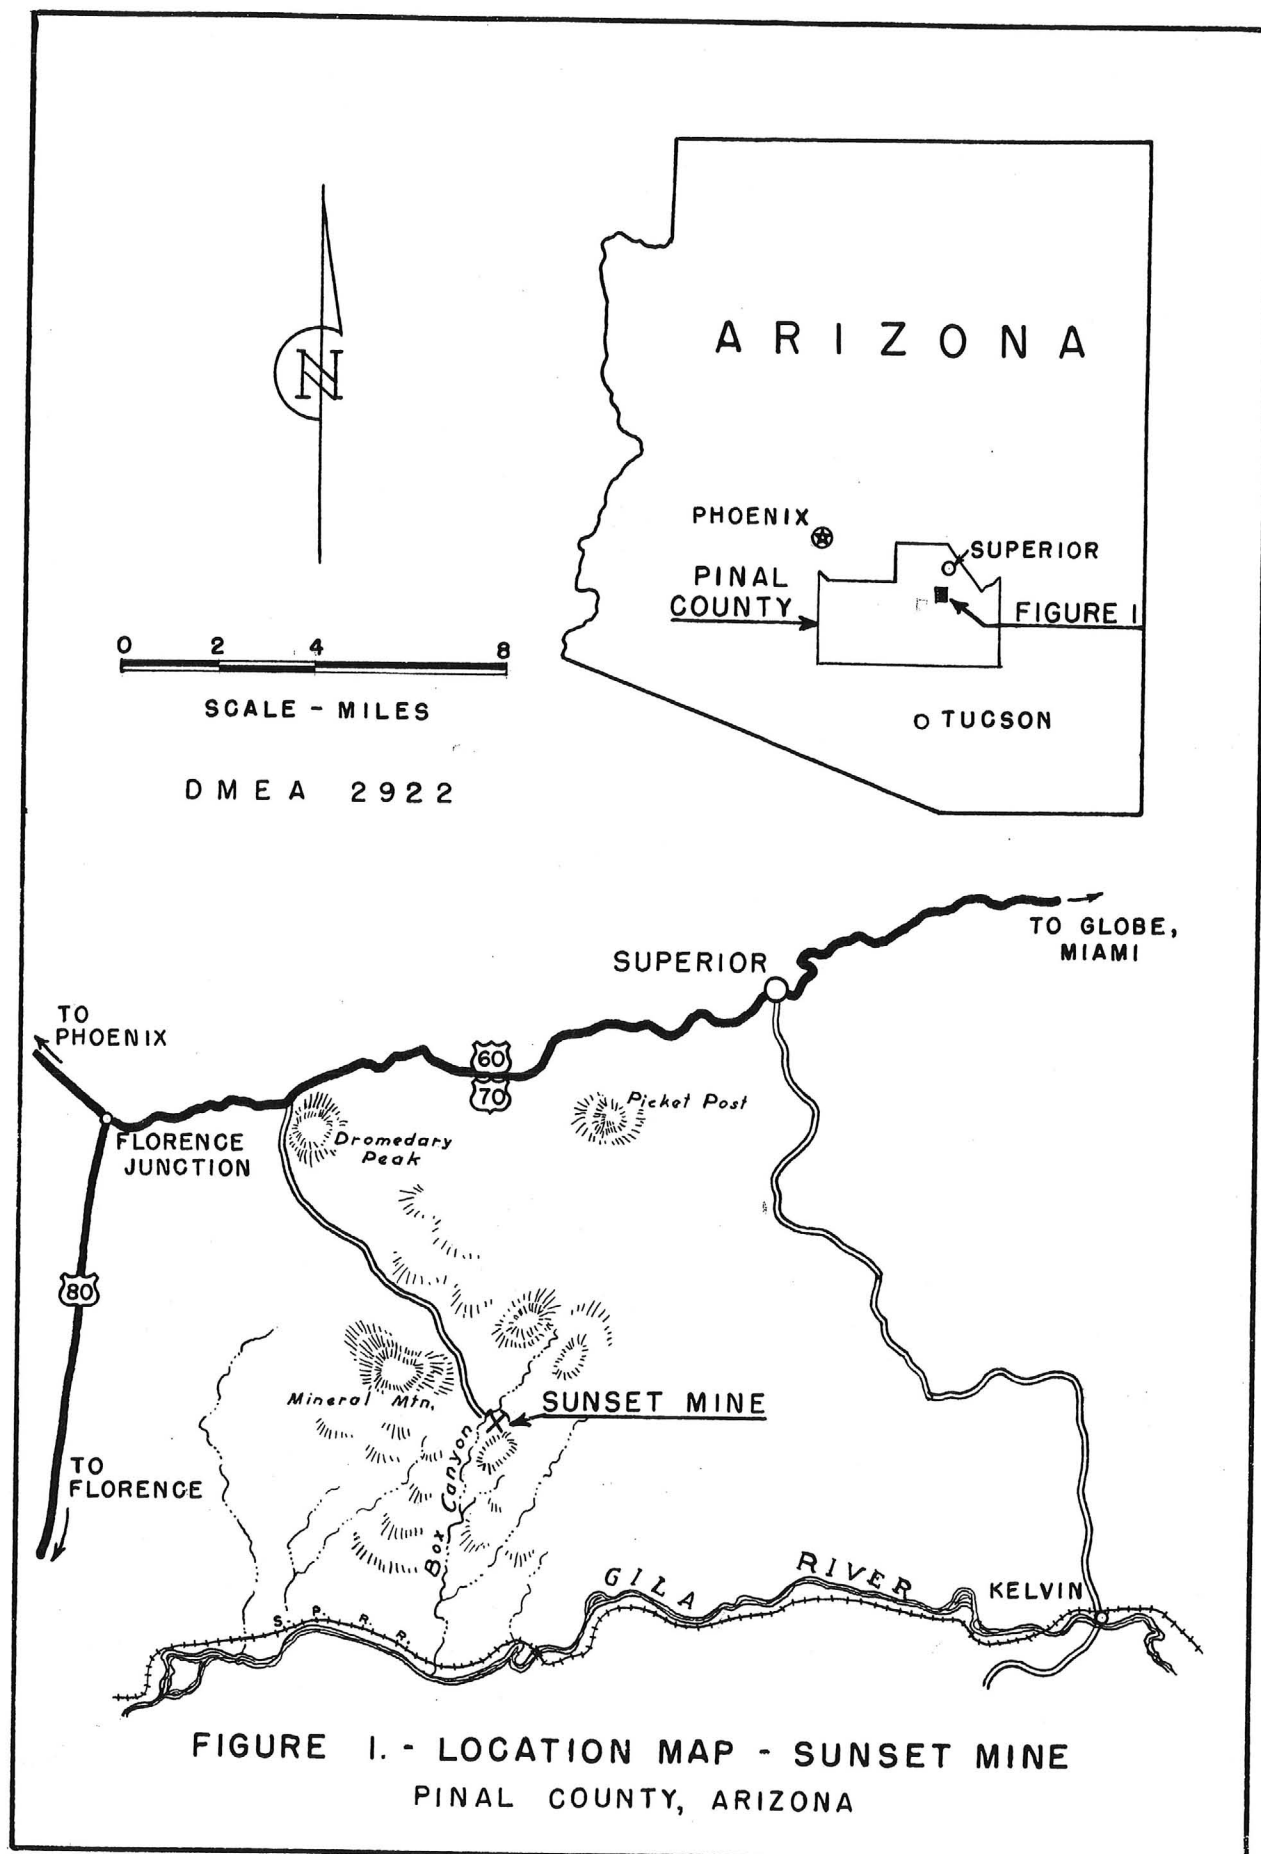 N
ARIZONA
PHOENIX
SUPERIOR
PINAL
COUNTY
FIGURE 1
TUCSON
0 2 4 8
SCALE - MILES
DMEA 2922
TO GLOBE,
MIAMI
SUPERIOR
TO
PHOENIX
60
70
Picket Post
FLORENCE
JUNCTION
Dromedary
Peak
80
Mineral Mtn.
SUNSET MINE
Box Canyon
TO
FLORENCE
GILA RIVER
KELVIN
S. P. R. R.
FIGURE 1. - LOCATION MAP - SUNSET MINE
PINAL COUNTY, ARIZONA